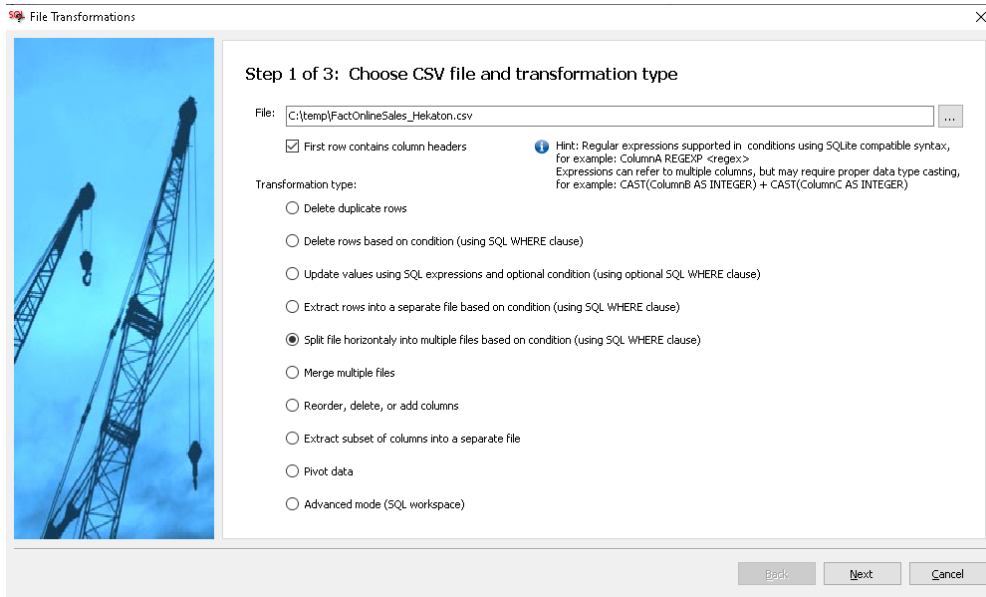 File Transformations
Step 1 of 3: Choose CSV file and transformation type
File: C:\temp\FactOnlineSales_Hekaton.csv ...
First row contains column headers
Hint: Regular expressions supported in conditions using SQLite compatible syntax,
for example: ColumnA REGEXP <regex>
Expressions can refer to multiple columns, but may require proper data type casting,
for example: CAST(ColumnB AS INTEGER) + CAST(ColumnC AS INTEGER)
Transformation type:
Delete duplicate rows
Delete rows based on condition (using SQL WHERE clause)
Update values using SQL expressions and optional condition (using optional SQL WHERE clause)
Extract rows into a separate file based on condition (using SQL WHERE clause)
Split file horizontaly into multiple files based on condition (using SQL WHERE clause)
Merge multiple files
Reorder, delete, or add columns
Extract subset of columns into a separate file
Pivot data
Advanced mode (SQL workspace)
Back Next Cancel